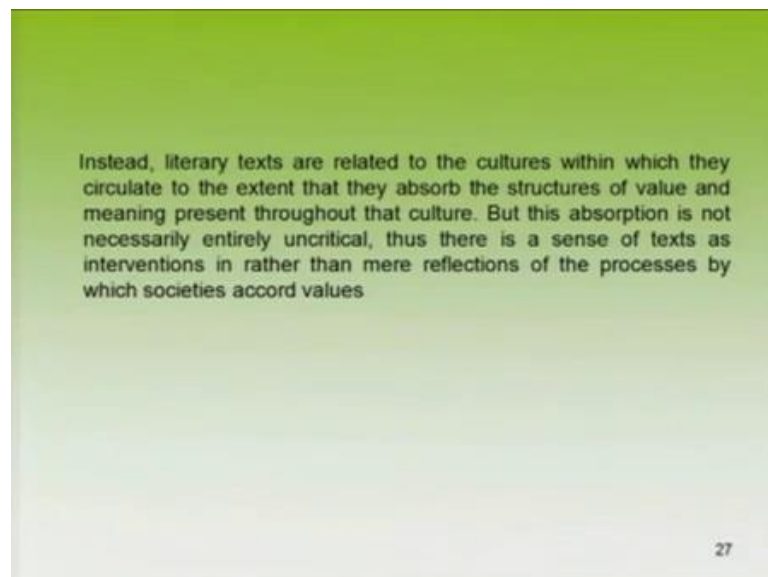 Instead, literary texts are related to the cultures within which they
circulate to the extent that they absorb the structures of value and
meaning present throughout that culture. But this absorption is not
necessarily entirely uncritical, thus there is a sense of texts as
interventions in rather than mere reflections of the processes by
which societies accord values
27